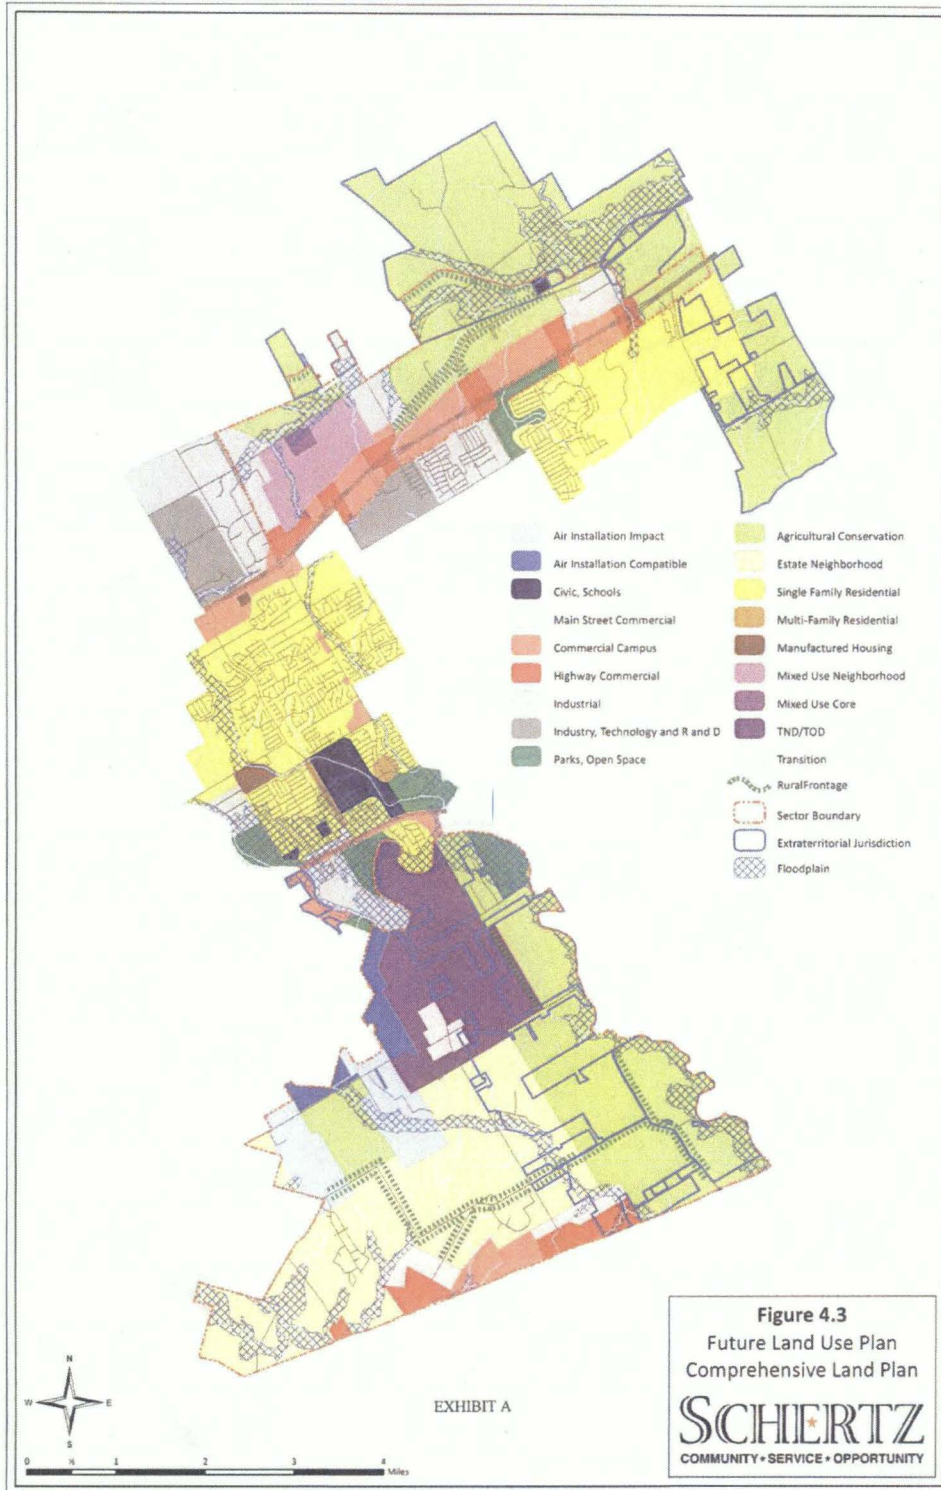 Air Installation Impact
Air Installation Compatible
Civic, Schools
Main Street Commercial
Commercial Campus
Highway Commercial
Industrial
Industry, Technology and R and D
Parks, Open Space
Agricultural Conservation
Estate Neighborhood
Single Family Residential
Multi-Family Residential
Manufactured Housing
Mixed Use Neighborhood
Mixed Use Core
TND/TOD
Transition
RuralFrontage
Sector Boundary
Extraterritorial Jurisdiction
Floodplain
N
W E
S
0 ½ 1 2 3 4
Miles
EXHIBIT A
Figure 4.3
Future Land Use Plan
Comprehensive Land Plan
SCHERTZ
COMMUNITY★SERVICE★OPPORTUNITY